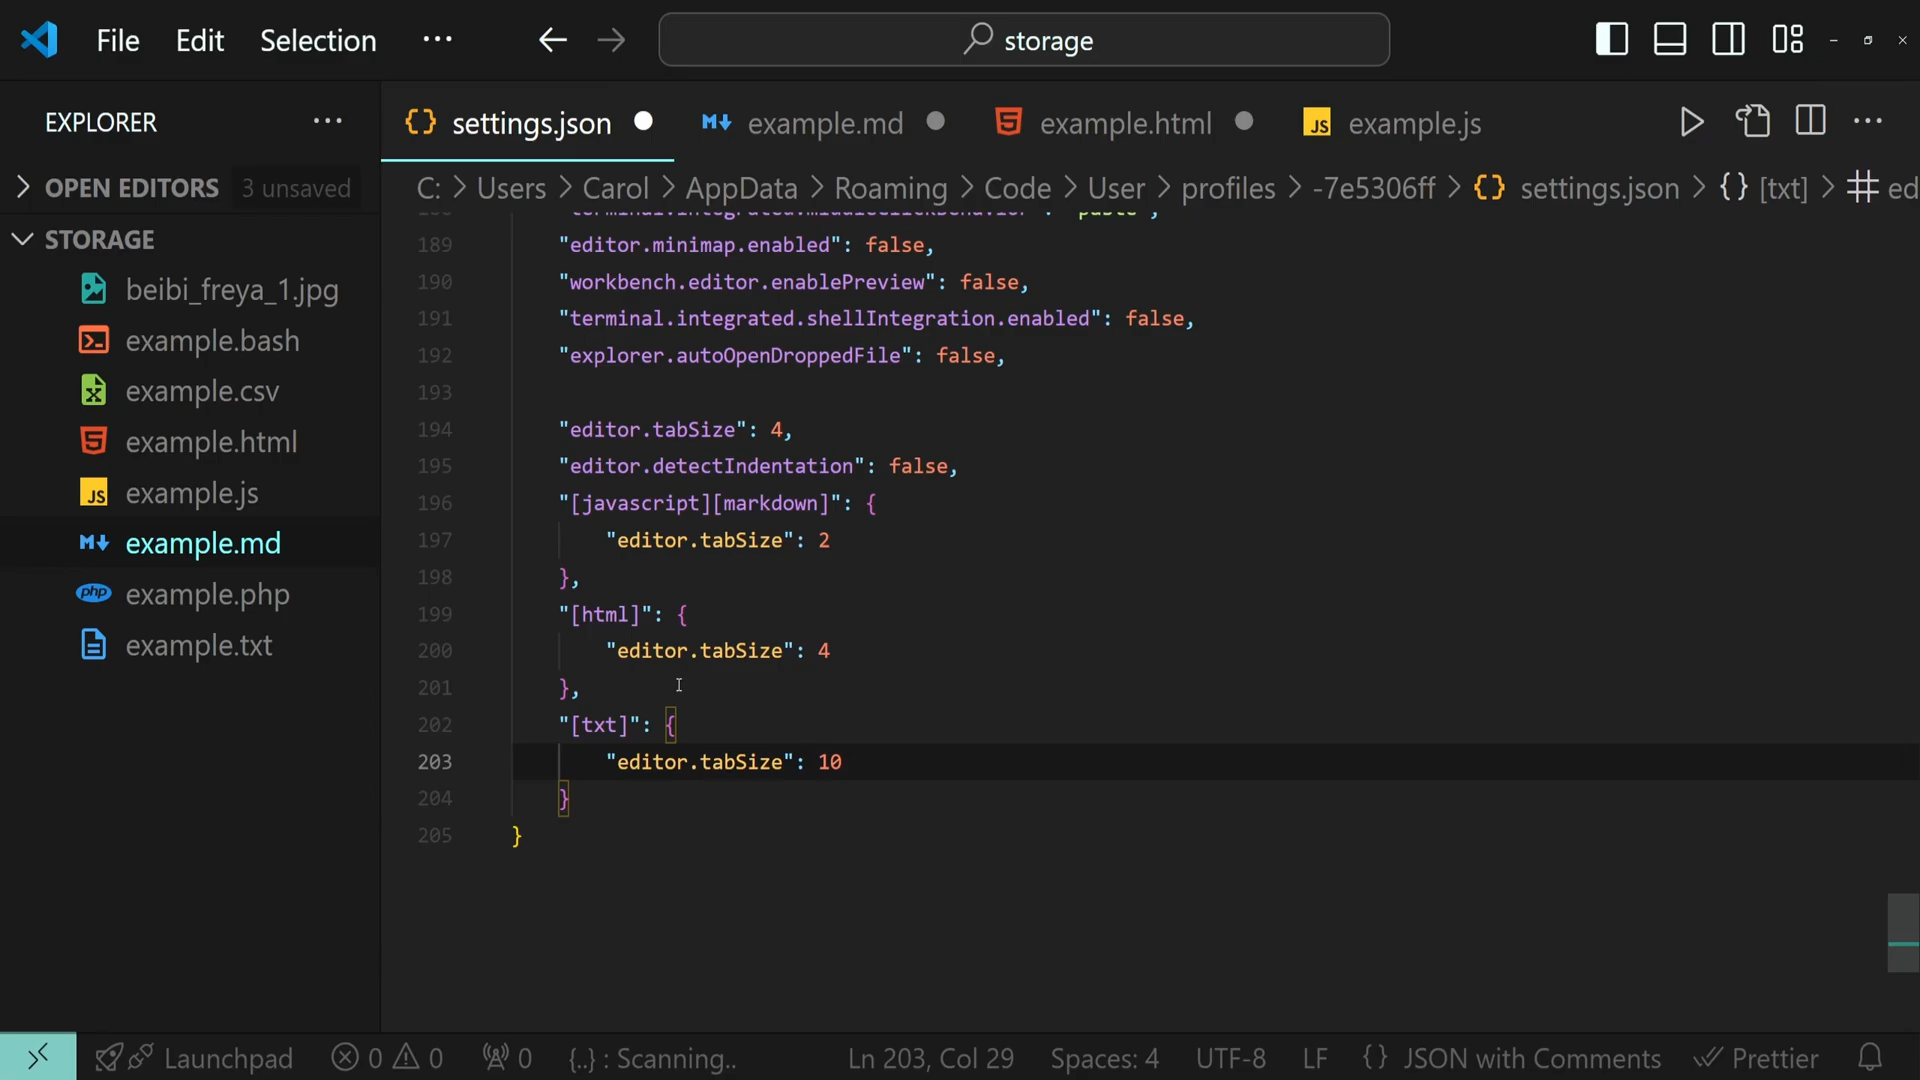 File Edit Selection ··· storage
EXPLORER ···
OPEN EDITORS 3 unsaved
STORAGE
beibi_freya_1.jpg
example.bash
example.csv
example.html
example.js
example.md
example.php
example.txt
settings.json example.md example.html JS example.js ···
C: > Users > Carol > AppData > Roaming > Code > User > profiles > -7e5306ff > {} settings.json > {} [txt] > # ed
189 "editor.minimap.enabled": false,
190 "workbench.editor.enablePreview": false,
191 "terminal.integrated.shellIntegration.enabled": false,
192 "explorer.autoOpenDroppedFile": false,
193
194 "editor.tabSize": 4,
195 "editor.detectIndentation": false,
196 "[javascript][markdown]": {
197 "editor.tabSize": 2
198 },
199 "[html]": {
200 "editor.tabSize": 4
201 },
202 "[txt]": {
203 "editor.tabSize": 10
204 }
205 }
Launchpad 0 0 0 {..} : Scanning.. Ln 203, Col 29 Spaces: 4 UTF-8 LF {} JSON with Comments Prettier